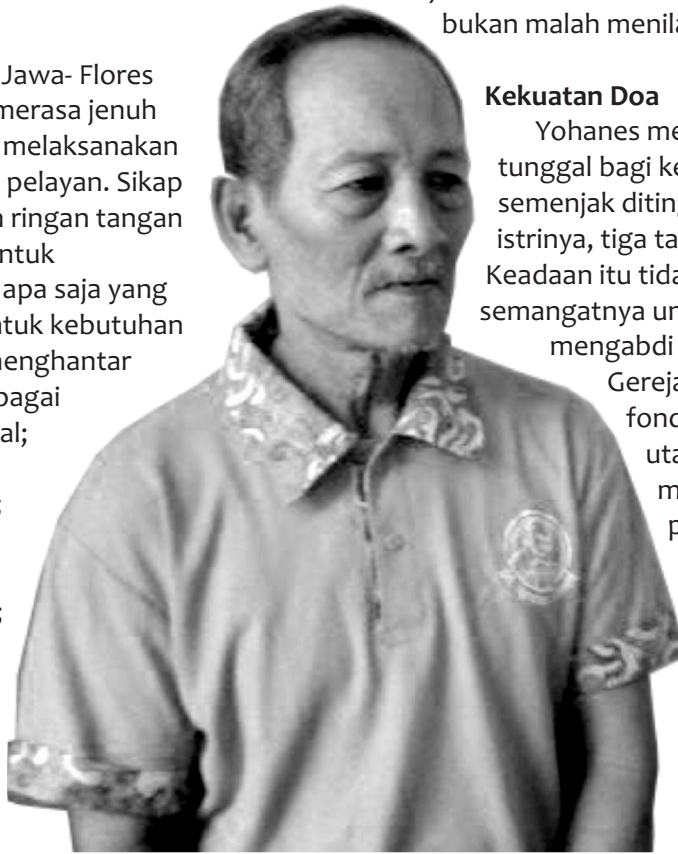 Jawa- Flores
merasa jenuh
melaksanakan
pelayan. Sikap
n ringan tangan
ntuk
apa saja yang
tuk kebutuhan
menghantar
bagai
al;
;
;
bukan malah menila
Kekuatan Doa
Yohanes me
tunggal bagi ke
semenjak diting
istrinya, tiga ta
Keadaan itu tida
semangatnya un
mengabdi
Gereja
fond
uta
m
p